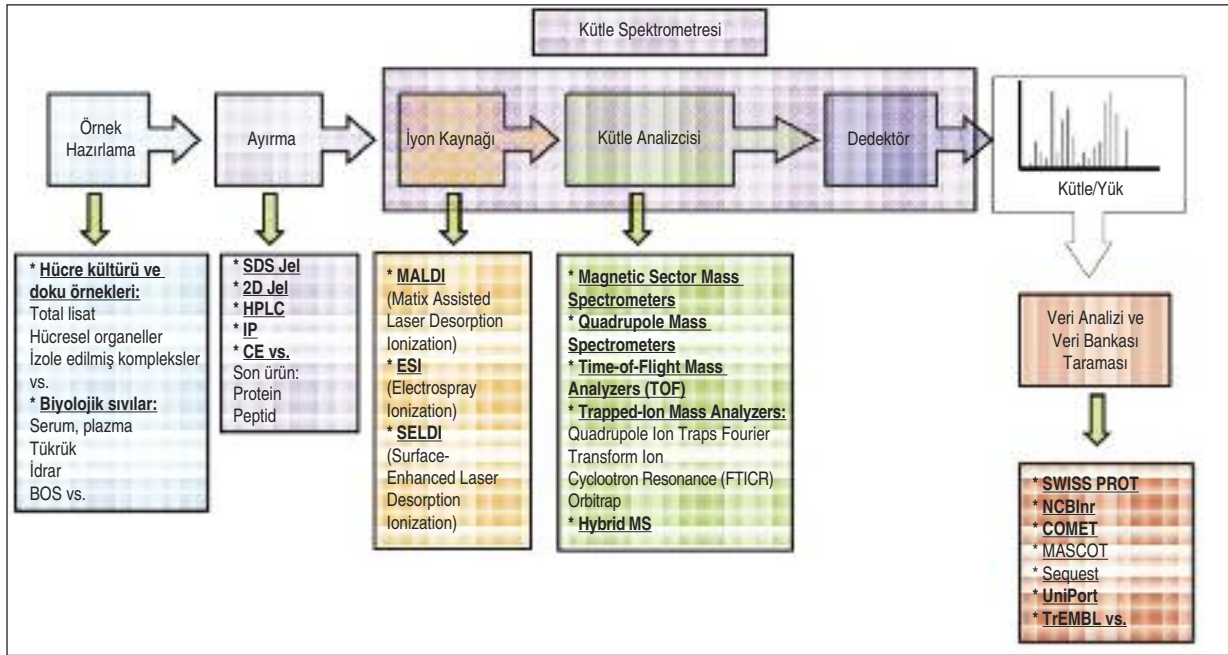 Kütle Spektrometresi
Örnek
Hazırlama
Ayırma
İyon Kaynağı
Kütle Analizcisi
Dedektör
Kütle/Yük
* Hücre kültürü ve
doku örnekleri:
Total lisat
Hücresel organeller
İzole edilmiş kompleksler
vs.
* Biyolojik sıvılar:
Serum, plazma
Tükrük
İdrar
BOS vs.
* SDS Jel
* 2D Jel
* HPLC
* IP
* CE vs.
Son ürün:
Protein
Peptid
* MALDI
(Matix Assisted
Laser Desorption
Ionization)
* ESI
(Electrospray
Ionization)
* SELDI
(Surface-
Enhanced Laser
Desorption
Ionization)
* Magnetic Sector Mass
Spectrometers
* Quadrupole Mass
Spectrometers
* Time-of-Flight Mass
Analyzers (TOF)
* Trapped-Ion Mass Analyzers:
Quadrupole Ion Traps Fourier
Transform Ion
Cyclootron Resonance (FTICR)
Orbitrap
* Hybrid MS
Veri Analizi ve
Veri Bankası
Taraması
* SWISS PROT
* NCBInr
* COMET
* MASCOT
* Sequest
* UniPort
* TrEMBL vs.